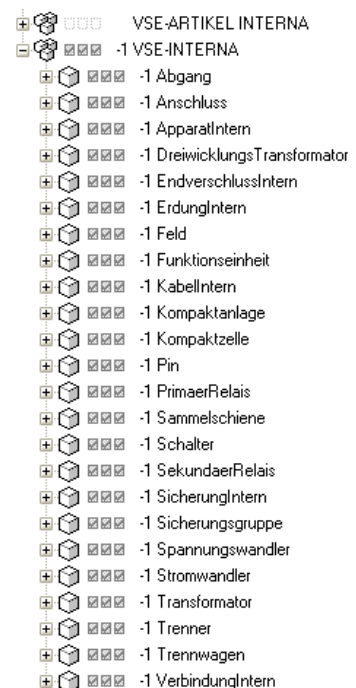 VSE-ARTIKEL INTERNA
-1 VSE-INTERNA
-1 Abgang
-1 Anschluss
-1 ApparatIntern
-1 DreiwicklungsTransformator
-1 EndverschlussIntern
-1 ErdungIntern
-1 Feld
-1 Funktionseinheit
-1 KabelIntern
-1 Kompaktanlage
-1 Kompaktzelle
-1 Pin
-1 PrimaerRelais
-1 Sammelschiene
-1 Schalter
-1 SekundaerRelais
-1 SicherungIntern
-1 Sicherungsgruppe
-1 Spannungswandler
-1 Stromwandler
-1 Transformator
-1 Trenner
-1 Trennwagen
-1 VerbindungIntern